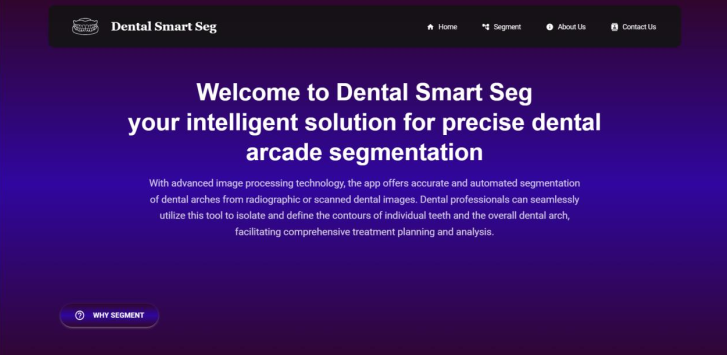 Dental Smart Seg
Home
Segment
About Us
Contact Us
Welcome to Dental Smart Seg
your intelligent solution for precise dental
arcade segmentation
With advanced image processing technology, the app offers accurate and automated segmentation
of dental arches from radiographic or scanned dental images. Dental professionals can seamlessly
utilize this tool to isolate and define the contours of individual teeth and the overall dental arch,
facilitating comprehensive treatment planning and analysis.
WHY SEGMENT